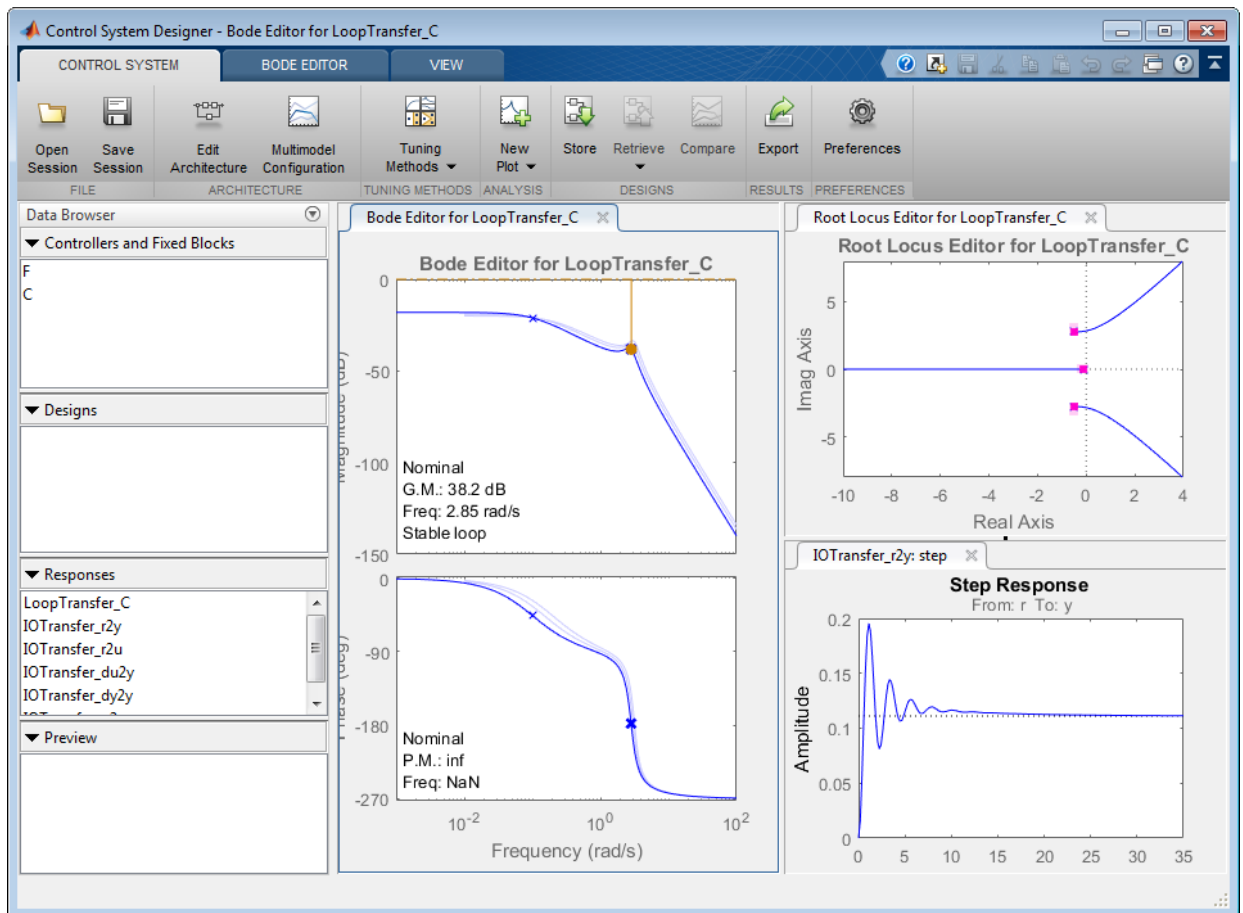 Control System Designer - Bode Editor for LoopTransfer_C
CONTROL SYSTEM
BODE EDITOR
VIEW
Open Session
Save Session
Edit Architecture
Multimodel Configuration
Tuning Methods
New Plot
Store
Retrieve
Compare
Export
Preferences
FILE
ARCHITECTURE
TUNING METHODS
ANALYSIS
DESIGNS
RESULTS
PREFERENCES
Data Browser
Controllers and Fixed Blocks
F
C
Designs
Responses
LoopTransfer_C
IOTransfer_r2y
IOTransfer_r2u
IOTransfer_du2y
IOTransfer_dy2y
Preview
Bode Editor for LoopTransfer_C
Bode Editor for LoopTransfer_C
Magnitude (dB)
0
-50
-100
-150
Nominal
G.M.: 38.2 dB
Freq: 2.85 rad/s
Stable loop
Phase (deg)
0
-90
-180
-270
Nominal
P.M.: inf
Freq: NaN
10-2
100
102
Frequency (rad/s)
Root Locus Editor for LoopTransfer_C
Root Locus Editor for LoopTransfer_C
Imag Axis
5
0
-5
-10 -8 -6 -4 -2 0 2 4
Real Axis
IOTransfer_r2y: step
Step Response
From: r To: y
Amplitude
0.2
0.15
0.1
0.05
0
0 5 10 15 20 25 30 35